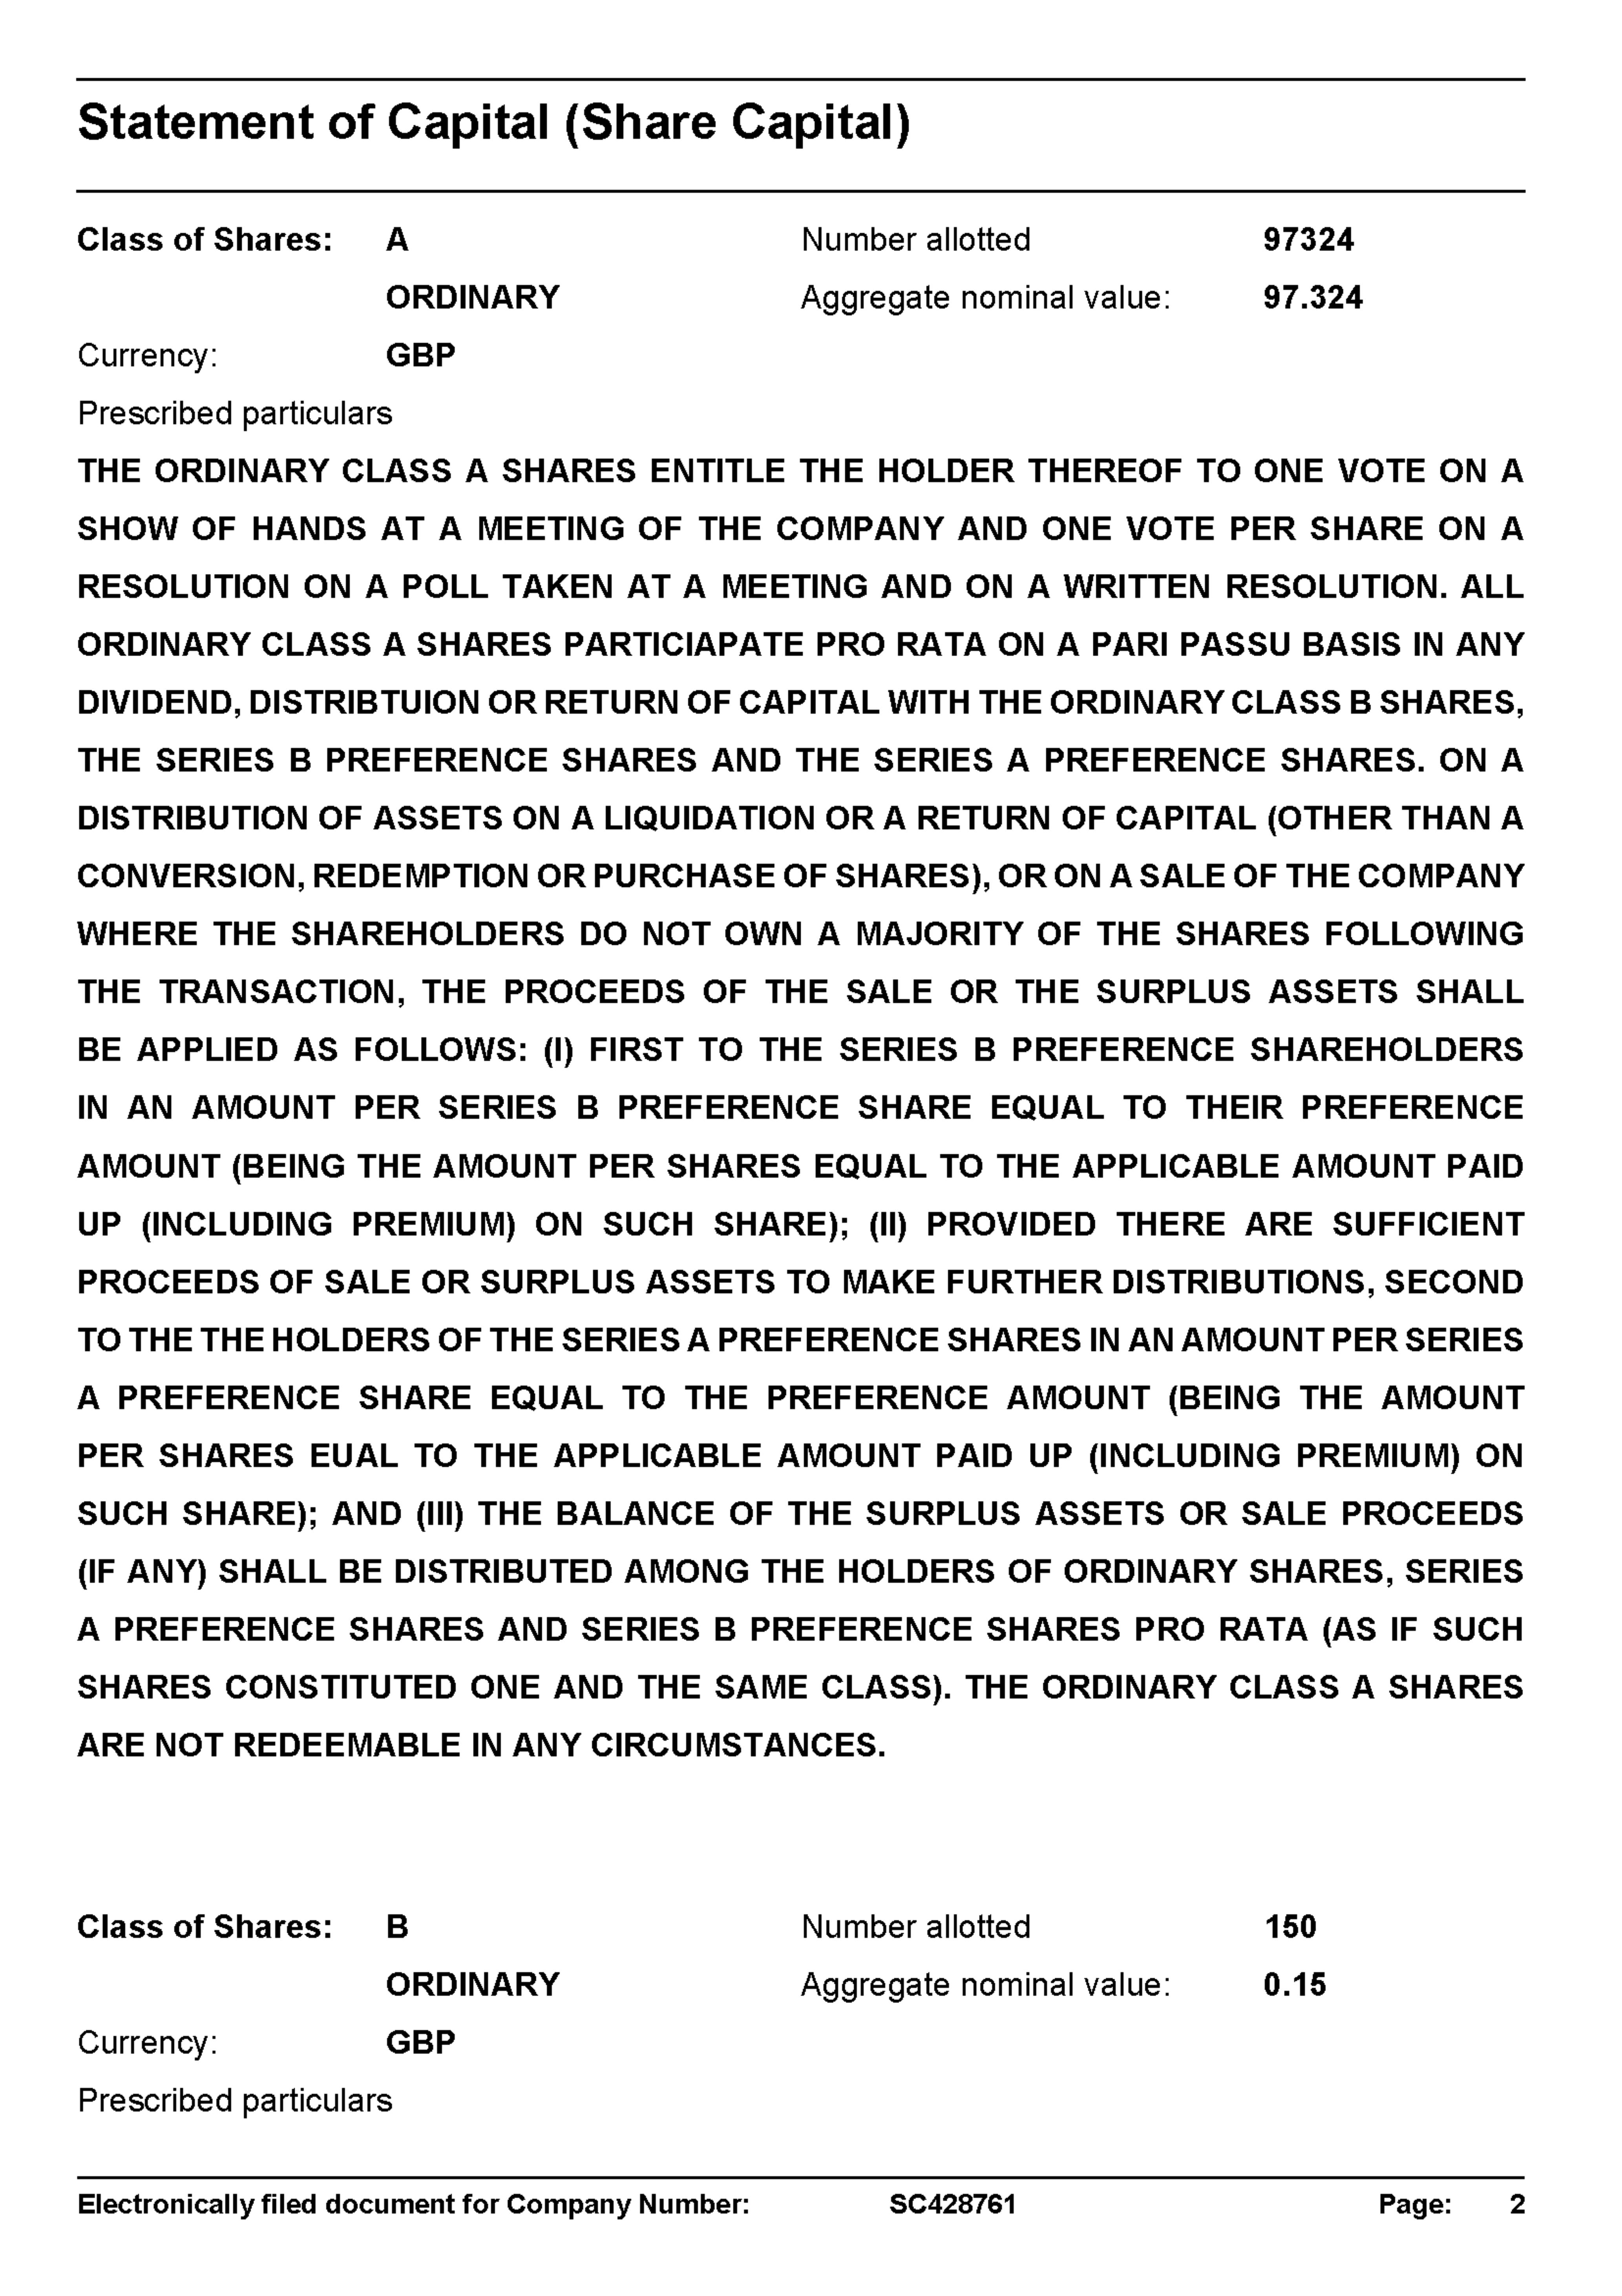 Statement of Capital (Share Capital)
Class of Shares: A Number allotted 97324
ORDINARY Aggregate nominal value: 97.324
Currency: GBP
Prescribed particulars
THE ORDINARY CLASS A SHARES ENTITLE THE HOLDER THEREOF TO ONE VOTE ON A
SHOW OF HANDS AT A MEETING OF THE COMPANY AND ONE VOTE PER SHARE ON A
RESOLUTION ON A POLL TAKEN AT A MEETING AND ON A WRITTEN RESOLUTION. ALL
ORDINARY CLASS A SHARES PARTICIAPATE PRO RATA ON A PARI PASSU BASIS IN ANY
DIVIDEND, DISTRIBTUION OR RETURN OF CAPITAL WITH THE ORDINARY CLASS B SHARES,
THE SERIES B PREFERENCE SHARES AND THE SERIES A PREFERENCE SHARES. ON A
DISTRIBUTION OF ASSETS ON A LIQUIDATION OR A RETURN OF CAPITAL (OTHER THAN A
CONVERSION, REDEMPTION OR PURCHASE OF SHARES), OR ON A SALE OF THE COMPANY
WHERE THE SHAREHOLDERS DO NOT OWN A MAJORITY OF THE SHARES FOLLOWING
THE TRANSACTION, THE PROCEEDS OF THE SALE OR THE SURPLUS ASSETS SHALL
BE APPLIED AS FOLLOWS: (I) FIRST TO THE SERIES B PREFERENCE SHAREHOLDERS
IN AN AMOUNT PER SERIES B PREFERENCE SHARE EQUAL TO THEIR PREFERENCE
AMOUNT (BEING THE AMOUNT PER SHARES EQUAL TO THE APPLICABLE AMOUNT PAID
UP (INCLUDING PREMIUM) ON SUCH SHARE); (II) PROVIDED THERE ARE SUFFICIENT
PROCEEDS OF SALE OR SURPLUS ASSETS TO MAKE FURTHER DISTRIBUTIONS, SECOND
TO THE THE HOLDERS OF THE SERIES A PREFERENCE SHARES IN AN AMOUNT PER SERIES
A PREFERENCE SHARE EQUAL TO THE PREFERENCE AMOUNT (BEING THE AMOUNT
PER SHARES EUAL TO THE APPLICABLE AMOUNT PAID UP (INCLUDING PREMIUM) ON
SUCH SHARE); AND (III) THE BALANCE OF THE SURPLUS ASSETS OR SALE PROCEEDS
(IF ANY) SHALL BE DISTRIBUTED AMONG THE HOLDERS OF ORDINARY SHARES, SERIES
A PREFERENCE SHARES AND SERIES B PREFERENCE SHARES PRO RATA (AS IF SUCH
SHARES CONSTITUTED ONE AND THE SAME CLASS). THE ORDINARY CLASS A SHARES
ARE NOT REDEEMABLE IN ANY CIRCUMSTANCES.
Class of Shares: B Number allotted 150
ORDINARY Aggregate nominal value: 0.15
Currency: GBP
Prescribed particulars
Electronically filed document for Company Number: SC428761 Page: 2